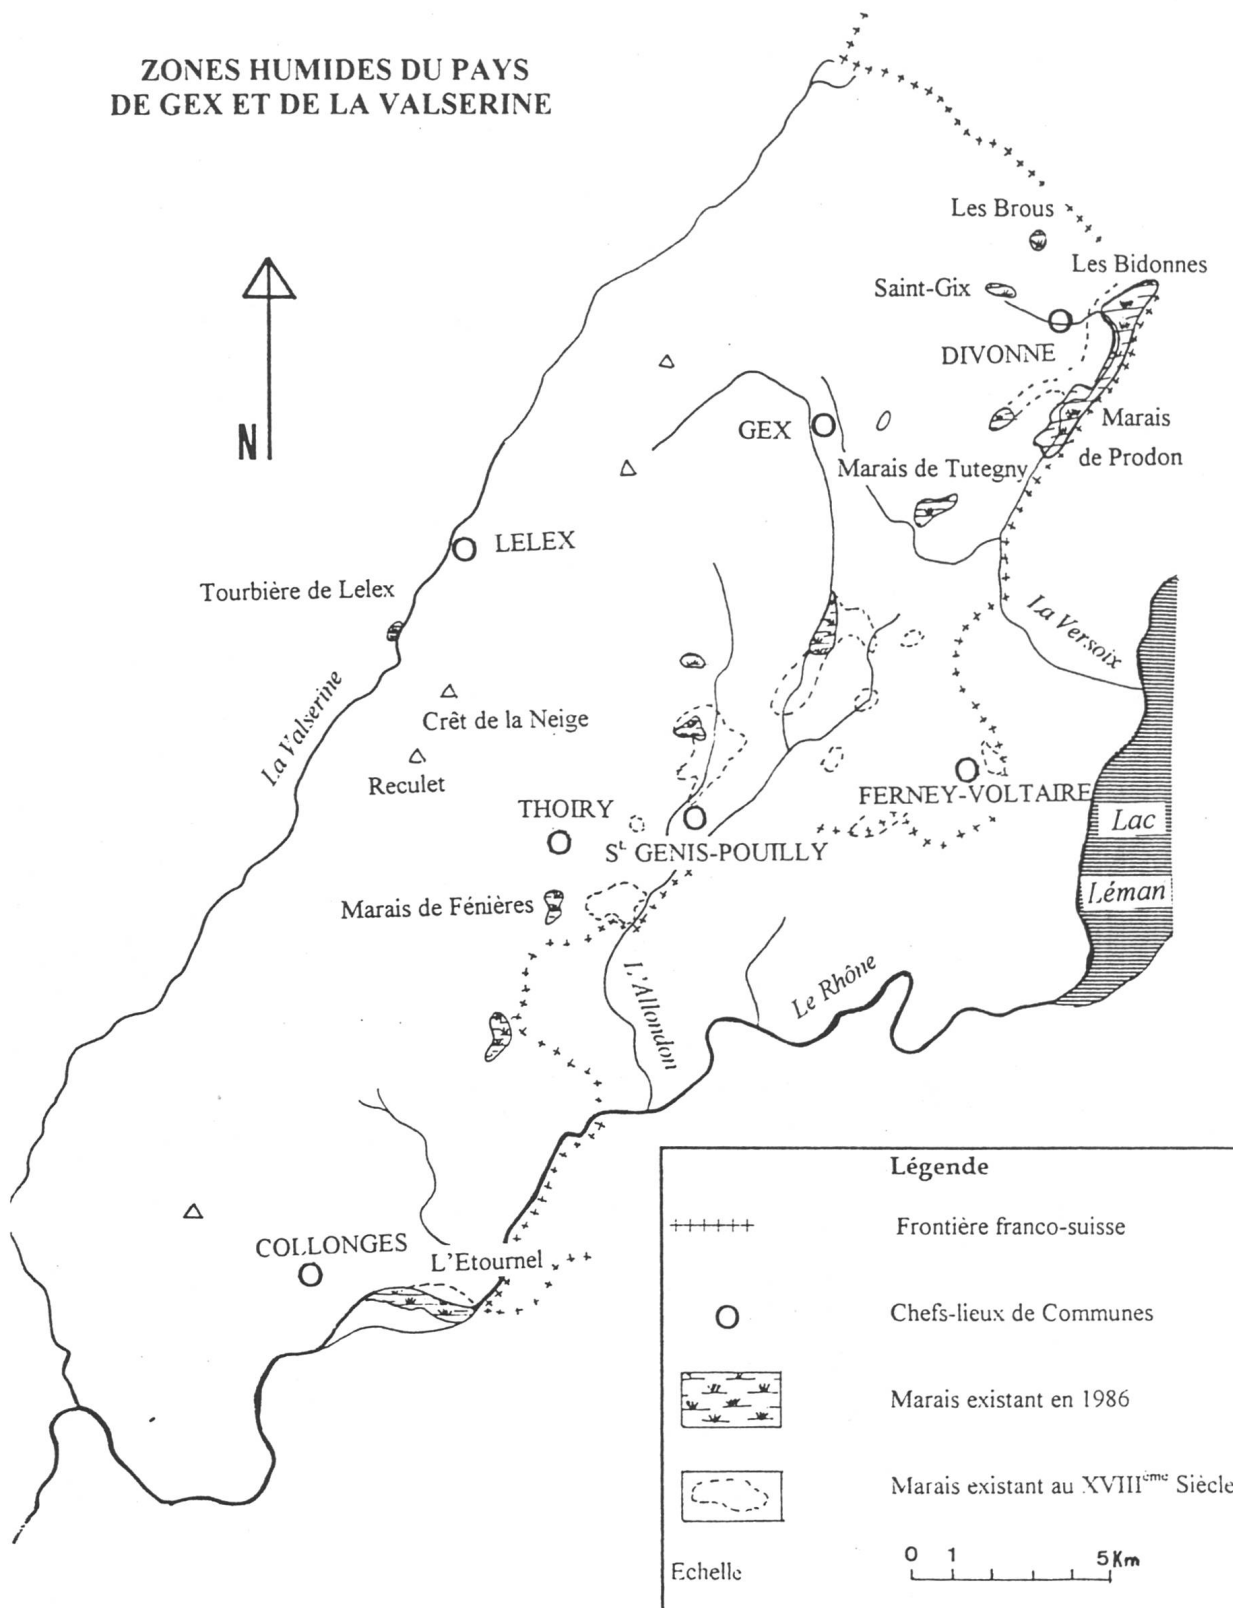 ZONES HUMIDES DU PAYS
DE GEX ET DE LA VALSERINE
N
Les Brous
Les Bidonnes
Saint-Gix
DIVONNE
GEX
Marais
de Prodon
Marais de Tutegny
LELEX
Tourbière de Lelex
La Versoix
La Valserine
Crêt de la Neige
Reculet
THOIRY
FERNEY-VOLTAIRE
Lac
Léman
St GENIS-POUILLY
Marais de Fénières
L'Allondon
Le Rhône
COLLONGES
L'Etournel
Légende
Frontière franco-suisse
Chefs-lieux de Communes
Marais existant en 1986
Marais existant au XVIIIème Siècle
Echelle
0 1 5 Km